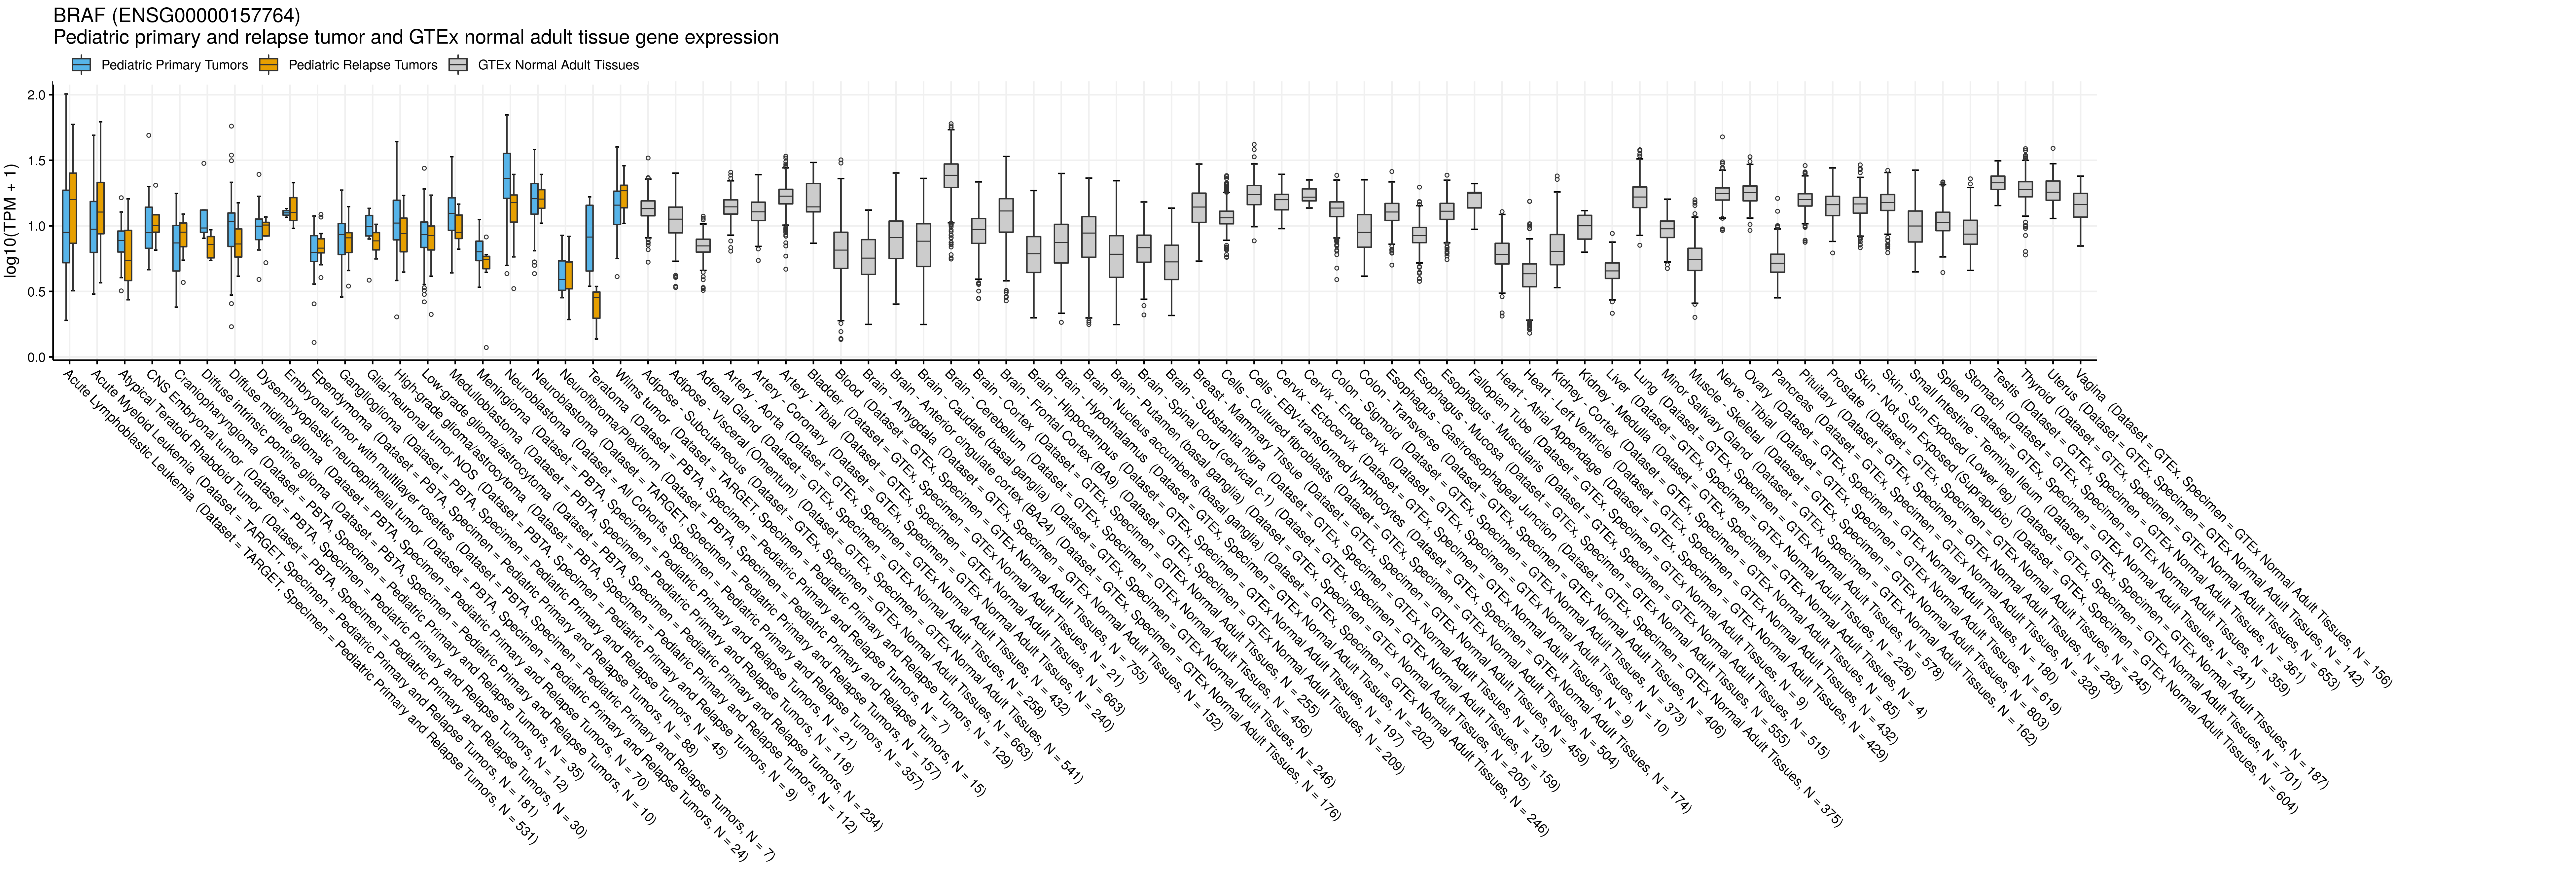 BRAF (ENSG00000157764)
Pediatric primary and relapse tumor and GTEx normal adult tissue gene expression
Pediatric Primary Tumors
Pediatric Relapse Tumors
GTEx Normal Adult Tissues
log10(TPM + 1)
2.0
1.5
1.0
0.5
0.0
Acute Lymphoblastic Leukemia (Dataset = TARGET, Specimen = Pediatric Primary and Relapse Tumors, N = 531)
Acute Myeloid Leukemia (Dataset = TARGET, Specimen = Pediatric Primary and Relapse Tumors, N = 181)
Atypical Teratoid Rhabdoid Tumor (Dataset = PBTA, Specimen = Pediatric Primary and Relapse Tumors, N = 30)
CNS Embryonal tumor (Dataset = PBTA, Specimen = Pediatric Primary and Relapse Tumors, N = 12)
Craniopharyngioma (Dataset = PBTA, Specimen = Pediatric Primary and Relapse Tumors, N = 35)
Diffuse intrinsic pontine glioma (Dataset = PBTA, Specimen = Pediatric Primary and Relapse Tumors, N = 10)
Diffuse midline glioma (Dataset = PBTA, Specimen = Pediatric Primary and Relapse Tumors, N = 70)
Dysembryoplastic neuroepithelial tumor (Dataset = PBTA, Specimen = Pediatric Primary and Relapse Tumors, N = 24)
Embryonal tumor with multilayer rosettes (Dataset = PBTA, Specimen = Pediatric Primary and Relapse Tumors, N = 7)
Ependymoma (Dataset = PBTA, Specimen = Pediatric Primary and Relapse Tumors, N = 88)
Ganglioglioma (Dataset = PBTA, Specimen = Pediatric Primary and Relapse Tumors, N = 45)
Glial-neuronal tumor NOS (Dataset = PBTA, Specimen = Pediatric Primary and Relapse Tumors, N = 9)
High-grade glioma/astrocytoma (Dataset = PBTA, Specimen = Pediatric Primary and Relapse Tumors, N = 112)
Low-grade glioma/astrocytoma (Dataset = PBTA, Specimen = Pediatric Primary and Relapse Tumors, N = 234)
Medulloblastoma (Dataset = PBTA, Specimen = Pediatric Primary and Relapse Tumors, N = 118)
Meningioma (Dataset = PBTA, Specimen = Pediatric Primary and Relapse Tumors, N = 21)
Neuroblastoma (Dataset = All Cohorts, Specimen = Pediatric Primary and Relapse Tumors, N = 357)
Neuroblastoma (Dataset = TARGET, Specimen = Pediatric Primary and Relapse Tumors, N = 157)
Neurofibroma/Plexiform (Dataset = PBTA, Specimen = Pediatric Primary and Relapse Tumors, N = 15)
Teratoma (Dataset = PBTA, Specimen = Pediatric Primary and Relapse Tumors, N = 7)
Wilms tumor (Dataset = TARGET, Specimen = Pediatric Primary and Relapse Tumors, N = 129)
Adipose - Subcutaneous (Dataset = GTEx, Specimen = GTEx Normal Adult Tissues, N = 663)
Adipose - Visceral (Omentum) (Dataset = GTEx, Specimen = GTEx Normal Adult Tissues, N = 541)
Adrenal Gland (Dataset = GTEx, Specimen = GTEx Normal Adult Tissues, N = 258)
Artery - Aorta (Dataset = GTEx, Specimen = GTEx Normal Adult Tissues, N = 432)
Artery - Coronary (Dataset = GTEx, Specimen = GTEx Normal Adult Tissues, N = 240)
Artery - Tibial (Dataset = GTEx, Specimen = GTEx Normal Adult Tissues, N = 663)
Bladder (Dataset = GTEx, Specimen = GTEx Normal Adult Tissues, N = 21)
Blood (Dataset = GTEx, Specimen = GTEx Normal Adult Tissues, N = 755)
Brain - Amygdala (Dataset = GTEx, Specimen = GTEx Normal Adult Tissues, N = 152)
Brain - Anterior cingulate cortex (BA24) (Dataset = GTEx, Specimen = GTEx Normal Adult Tissues, N = 176)
Brain - Caudate (basal ganglia) (Dataset = GTEx, Specimen = GTEx Normal Adult Tissues, N = 246)
Brain - Cerebellum (Dataset = GTEx, Specimen = GTEx Normal Adult Tissues, N = 456)
Brain - Cortex (Dataset = GTEx, Specimen = GTEx Normal Adult Tissues, N = 255)
Brain - Frontal Cortex (BA9) (Dataset = GTEx, Specimen = GTEx Normal Adult Tissues, N = 209)
Brain - Hippocampus (Dataset = GTEx, Specimen = GTEx Normal Adult Tissues, N = 197)
Brain - Hypothalamus (Dataset = GTEx, Specimen = GTEx Normal Adult Tissues, N = 202)
Brain - Nucleus accumbens (basal ganglia) (Dataset = GTEx, Specimen = GTEx Normal Adult Tissues, N = 246)
Brain - Putamen (basal ganglia) (Dataset = GTEx, Specimen = GTEx Normal Adult Tissues, N = 205)
Brain - Spinal cord (cervical c-1) (Dataset = GTEx, Specimen = GTEx Normal Adult Tissues, N = 159)
Brain - Substantia nigra (Dataset = GTEx, Specimen = GTEx Normal Adult Tissues, N = 139)
Breast - Mammary Tissue (Dataset = GTEx, Specimen = GTEx Normal Adult Tissues, N = 459)
Cells - Cultured fibroblasts (Dataset = GTEx, Specimen = GTEx Normal Adult Tissues, N = 504)
Cells - EBV-transformed lymphocytes (Dataset = GTEx, Specimen = GTEx Normal Adult Tissues, N = 174)
Cervix - Ectocervix (Dataset = GTEx, Specimen = GTEx Normal Adult Tissues, N = 9)
Cervix - Endocervix (Dataset = GTEx, Specimen = GTEx Normal Adult Tissues, N = 10)
Colon - Sigmoid (Dataset = GTEx, Specimen = GTEx Normal Adult Tissues, N = 373)
Colon - Transverse (Dataset = GTEx, Specimen = GTEx Normal Adult Tissues, N = 406)
Esophagus - Gastroesophageal Junction (Dataset = GTEx, Specimen = GTEx Normal Adult Tissues, N = 375)
Esophagus - Mucosa (Dataset = GTEx, Specimen = GTEx Normal Adult Tissues, N = 555)
Esophagus - Muscularis (Dataset = GTEx, Specimen = GTEx Normal Adult Tissues, N = 515)
Fallopian Tube (Dataset = GTEx, Specimen = GTEx Normal Adult Tissues, N = 9)
Heart - Atrial Appendage (Dataset = GTEx, Specimen = GTEx Normal Adult Tissues, N = 429)
Heart - Left Ventricle (Dataset = GTEx, Specimen = GTEx Normal Adult Tissues, N = 432)
Kidney - Cortex (Dataset = GTEx, Specimen = GTEx Normal Adult Tissues, N = 85)
Kidney - Medulla (Dataset = GTEx, Specimen = GTEx Normal Adult Tissues, N = 4)
Liver (Dataset = GTEx, Specimen = GTEx Normal Adult Tissues, N = 226)
Lung (Dataset = GTEx, Specimen = GTEx Normal Adult Tissues, N = 578)
Minor Salivary Gland (Dataset = GTEx, Specimen = GTEx Normal Adult Tissues, N = 162)
Muscle - Skeletal (Dataset = GTEx, Specimen = GTEx Normal Adult Tissues, N = 803)
Nerve - Tibial (Dataset = GTEx, Specimen = GTEx Normal Adult Tissues, N = 619)
Ovary (Dataset = GTEx, Specimen = GTEx Normal Adult Tissues, N = 180)
Pancreas (Dataset = GTEx, Specimen = GTEx Normal Adult Tissues, N = 328)
Pituitary (Dataset = GTEx, Specimen = GTEx Normal Adult Tissues, N = 283)
Prostate (Dataset = GTEx, Specimen = GTEx Normal Adult Tissues, N = 245)
Skin - Not Sun Exposed (Suprapubic) (Dataset = GTEx, Specimen = GTEx Normal Adult Tissues, N = 604)
Skin - Sun Exposed (Lower leg) (Dataset = GTEx, Specimen = GTEx Normal Adult Tissues, N = 701)
Small Intestine - Terminal Ileum (Dataset = GTEx, Specimen = GTEx Normal Adult Tissues, N = 187)
Spleen (Dataset = GTEx, Specimen = GTEx Normal Adult Tissues, N = 241)
Stomach (Dataset = GTEx, Specimen = GTEx Normal Adult Tissues, N = 359)
Testis (Dataset = GTEx, Specimen = GTEx Normal Adult Tissues, N = 361)
Thyroid (Dataset = GTEx, Specimen = GTEx Normal Adult Tissues, N = 653)
Uterus (Dataset = GTEx, Specimen = GTEx Normal Adult Tissues, N = 142)
Vagina (Dataset = GTEx, Specimen = GTEx Normal Adult Tissues, N = 156)